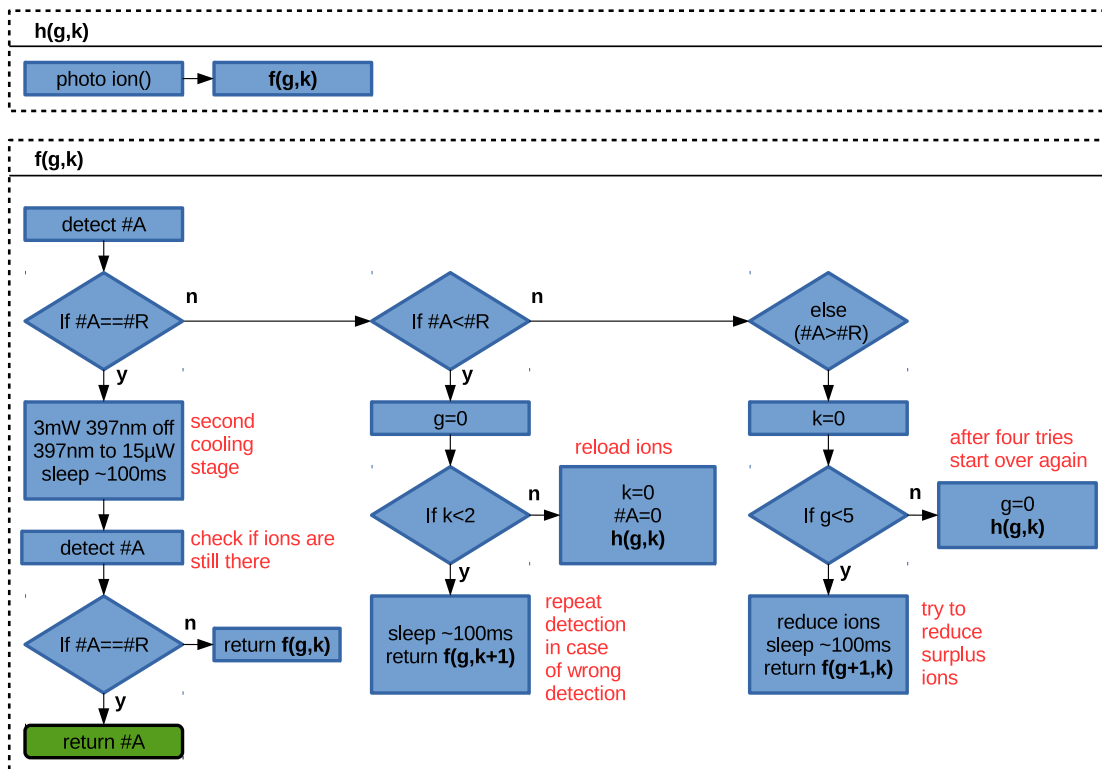 h(g,k)
photo ion()
f(g,k)
f(g,k)
detect #A
If #A==#R
n
y
3mW 397nm off
397nm to 15µW
sleep ~100ms
second
cooling
stage
detect #A
check if ions are
still there
If #A==#R
n
return f(g,k)
y
return #A
If #A<#R
n
y
g=0
If k<2
n
reload ions
k=0
#A=0
h(g,k)
y
sleep ~100ms
return f(g,k+1)
repeat
detection
in case
of wrong
detection
else
(#A>#R)
k=0
If g<5
n
after four tries
start over again
g=0
h(g,k)
y
reduce ions
sleep ~100ms
return f(g+1,k)
try to
reduce
surplus
ions